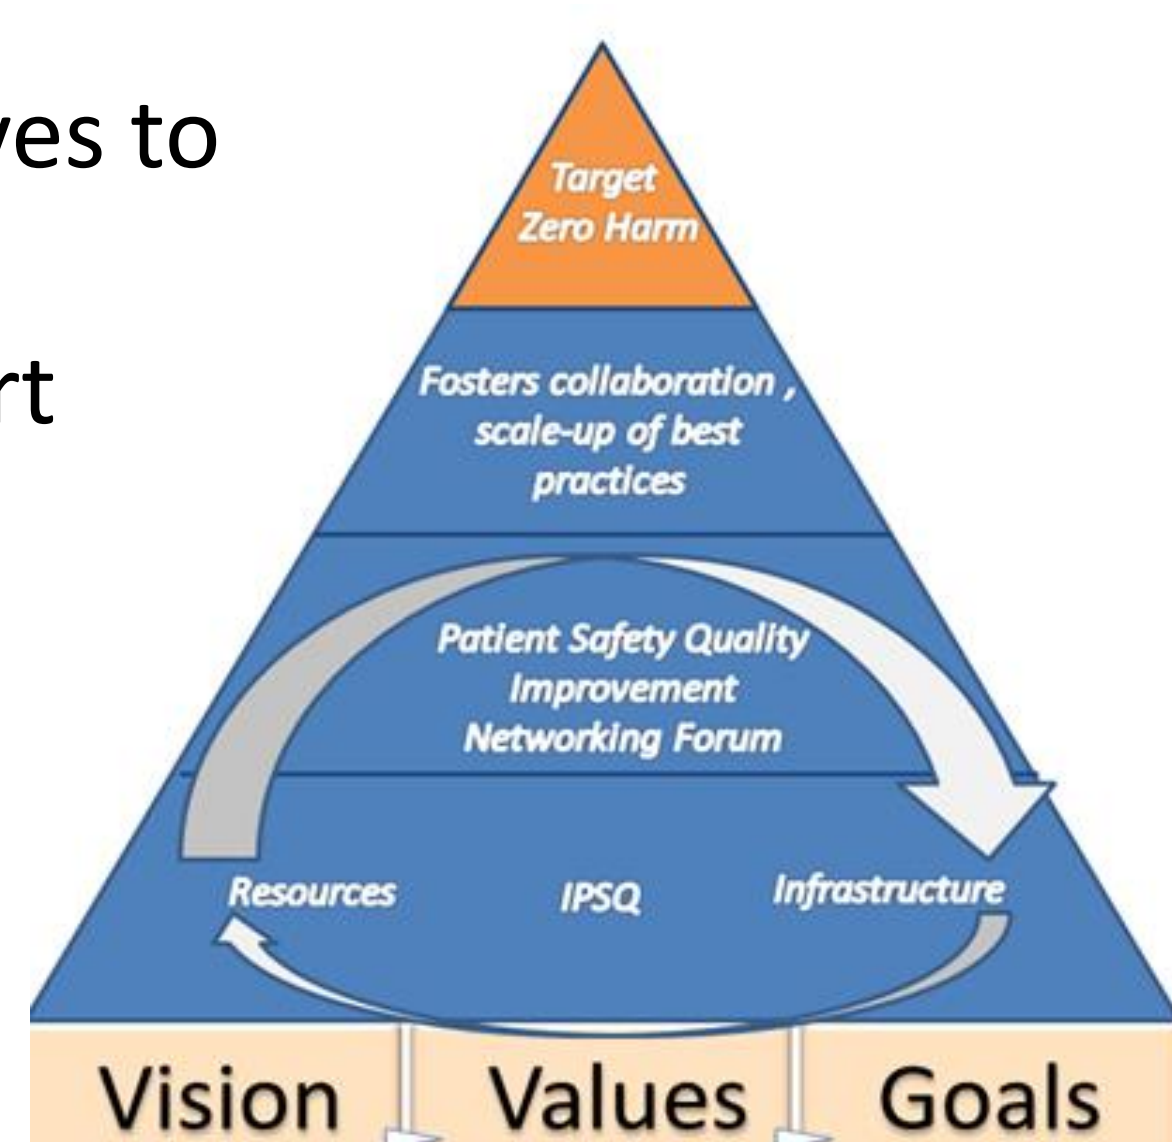 ves to
rt
Target
Zero Harm
Fosters collaboration ,
scale-up of best
practices
Patient Safety Quality
Improvement
Networking Forum
Resources IPSQ Infrastructure
Vision Values Goals